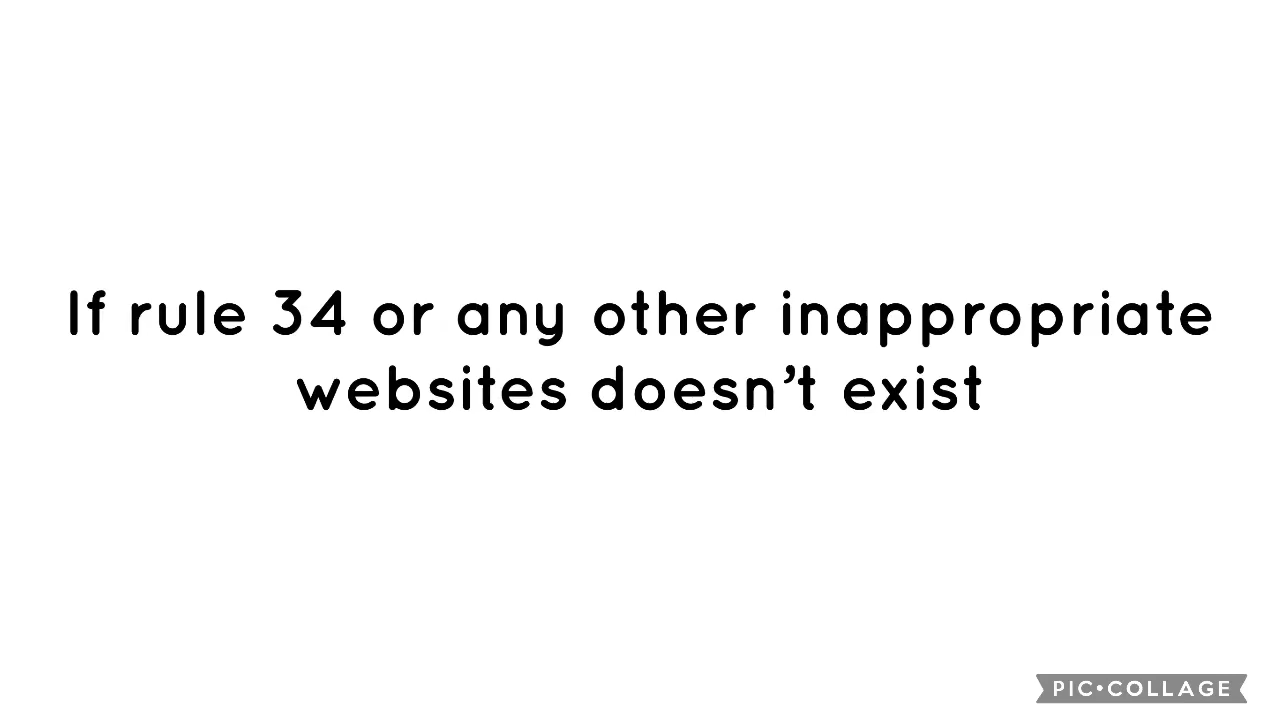 If rule 34 or any other inappropriate
websites doesn't exist
PIC•COLLAGE